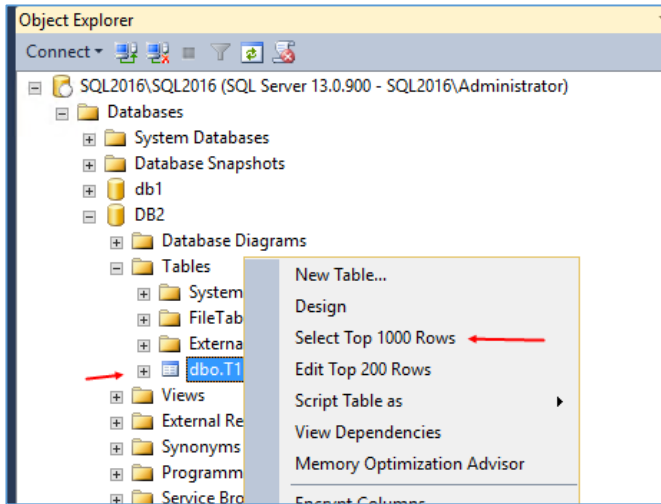 Object Explorer
Connect
SQL2016\SQL2016 (SQL Server 13.0.900 - SQL2016\Administrator)
Databases
System Databases
Database Snapshots
db1
DB2
Database Diagrams
Tables
System
FileTab
Externa
dbo.T1
Views
External Re
Synonyms
Programm
Service Bro
New Table...
Design
Select Top 1000 Rows
Edit Top 200 Rows
Script Table as
View Dependencies
Memory Optimization Advisor
Encrypt Columns